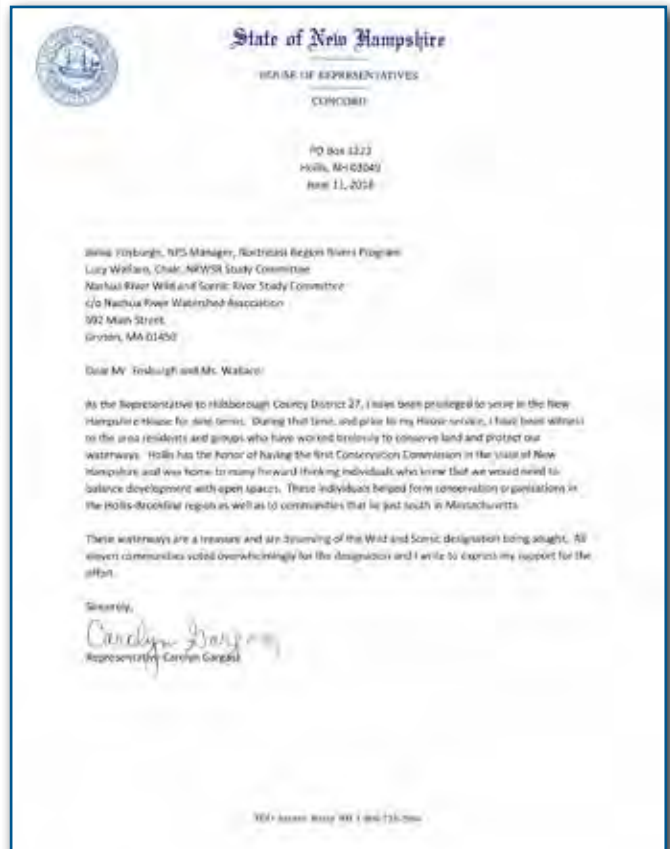 State of New Hampshire
HOUSE OF REPRESENTATIVES
CONCORD
PO Box
Hollis, NH 03049
June 11, 2018
Fosburgh, NPS Manager, Northeast Region Rivers Program
Lucy Wallace, Chair, NRWSR Study Committee
Nashua River Wild and Scenic River Study Committee
c/o Nashua River Watershed Association
592 Main Street
Groton, MA 01450
Dear Mr. Fosburgh and Ms. Wallace:
As the Representative to Hillsborough County District 27, I have been privileged to serve in the New
Hampshire House for nine terms. During that time, and prior to my House service, I have been witness
to the area residents and groups who have worked tirelessly to conserve land and protect our
waterways. Hollis has the honor of having the first Conservation Commission in the state of New
Hampshire and was home to many forward thinking individuals who knew that we would need to
balance development with open spaces. These individuals helped form conservation organizations in
the Hollis-Brookline region as well as to communities that lie just south in Massachusetts.
These waterways are a treasure and are deserving of the Wild and Scenic designation being sought. All
eleven communities voted overwhelmingly for the designation and I write to express my support for the
effort.
Sincerely,
Carolyn Gargasz
Representative Carolyn Gargasz
TDD Access: Relay NH 1-800-735-2964